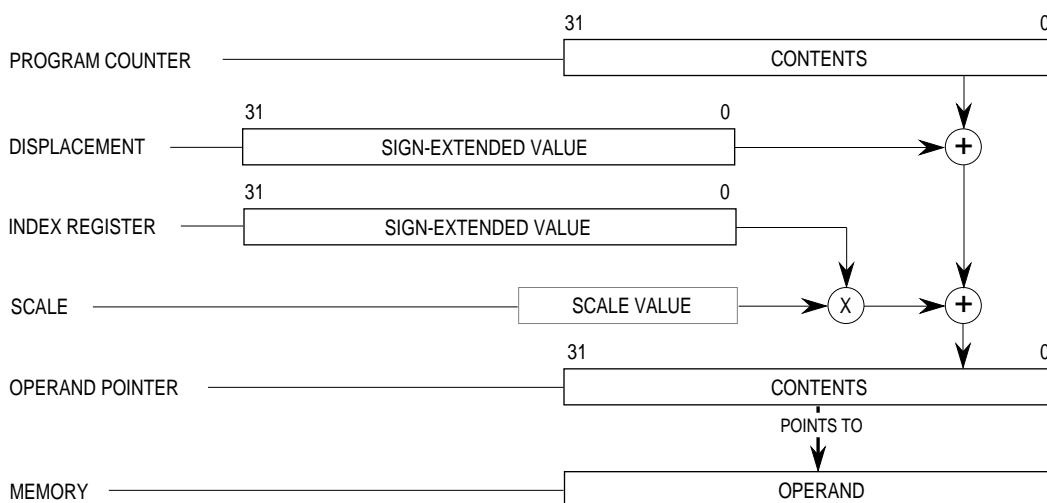 31 0
PROGRAM COUNTER CONTENTS
31 0
DISPLACEMENT SIGN-EXTENDED VALUE +
31 0
INDEX REGISTER SIGN-EXTENDED VALUE
SCALE SCALE VALUE X +
31 0
OPERAND POINTER CONTENTS
POINTS TO
MEMORY OPERAND